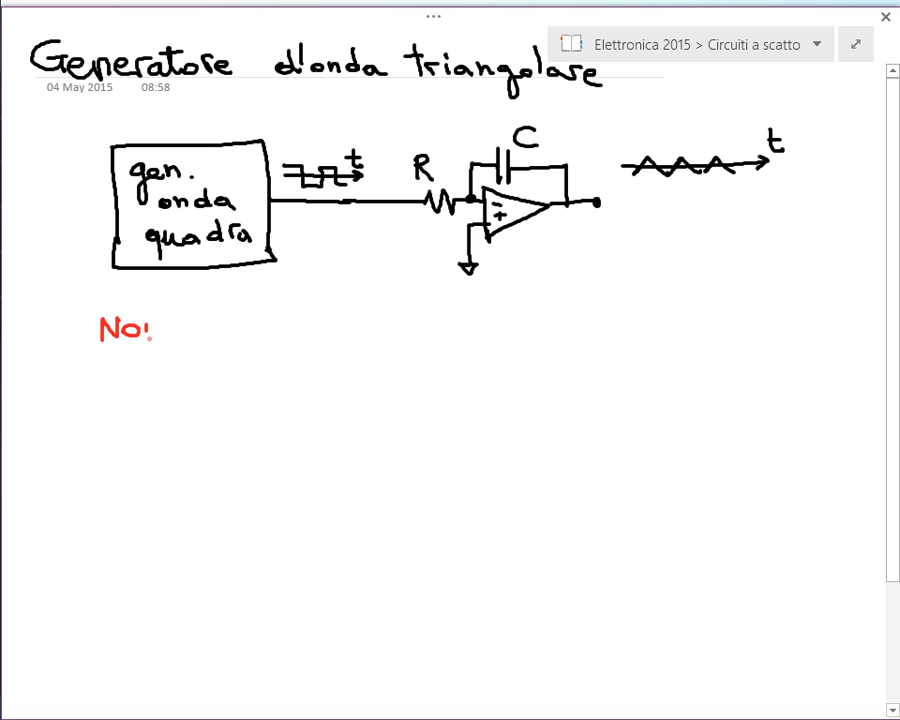 Elettronica 2015 > Circuiti a scatto
Generatore d'onda triangolare
04 May 2015 08:58
gen.
onda
quadra
t
R
C
-
+
t
No!